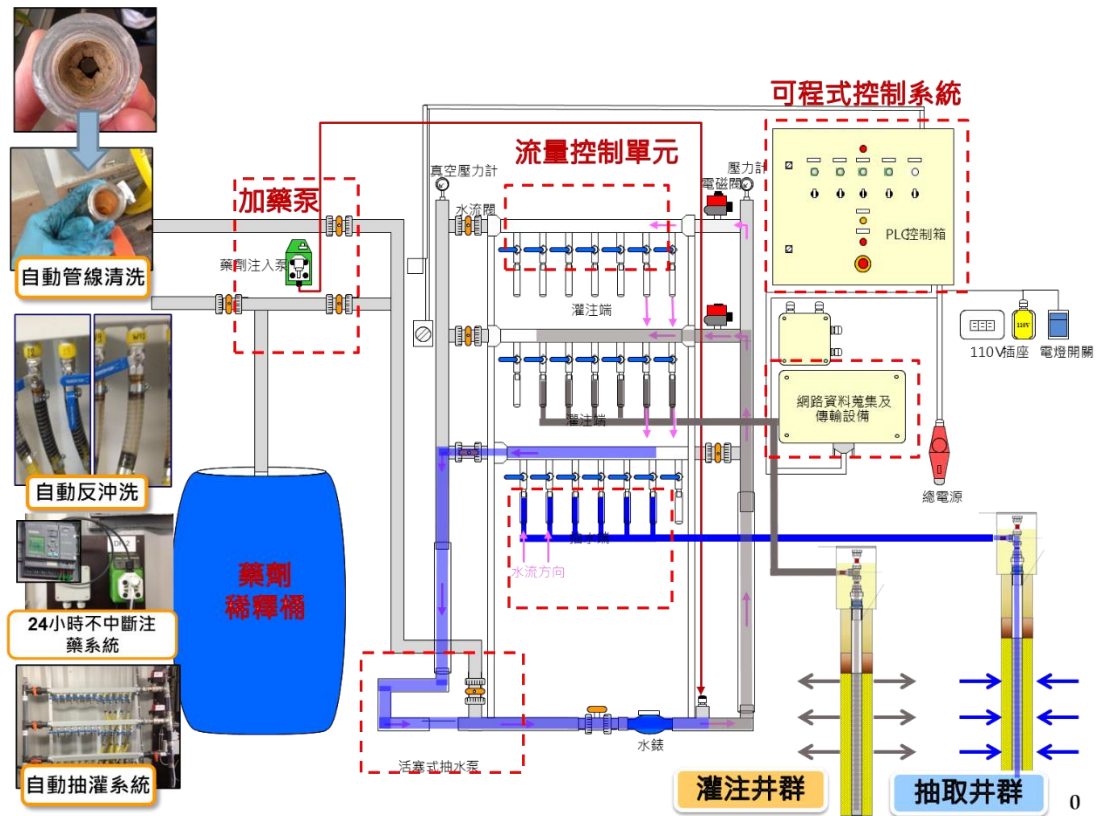 可程式控制系統
流量控制單元
真空壓力計
壓力計
電磁閥
加藥泵
水流閥
PLC控制箱
藥劑注入泵
自動管線清洗
灌注端
110V
110V插座
電燈開關
網路資料蒐集及
傳輸設備
灌注端
自動反沖洗
總電源
抽水端
水流方向
藥劑
稀釋桶
24小時不中斷注
藥系統
水錶
活塞式抽水泵
自動抽灌系統
灌注井群
抽取井群
0